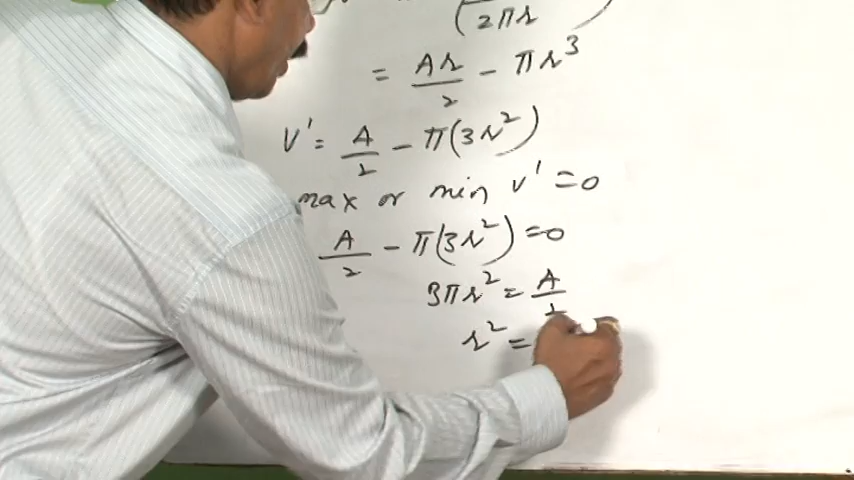 2πr )
= Ar/2 - πr³
V' = A/2 - π(3r²)
max or min V' = 0
A/2 - π(3r²) = 0
3πr² = A/2
r² =